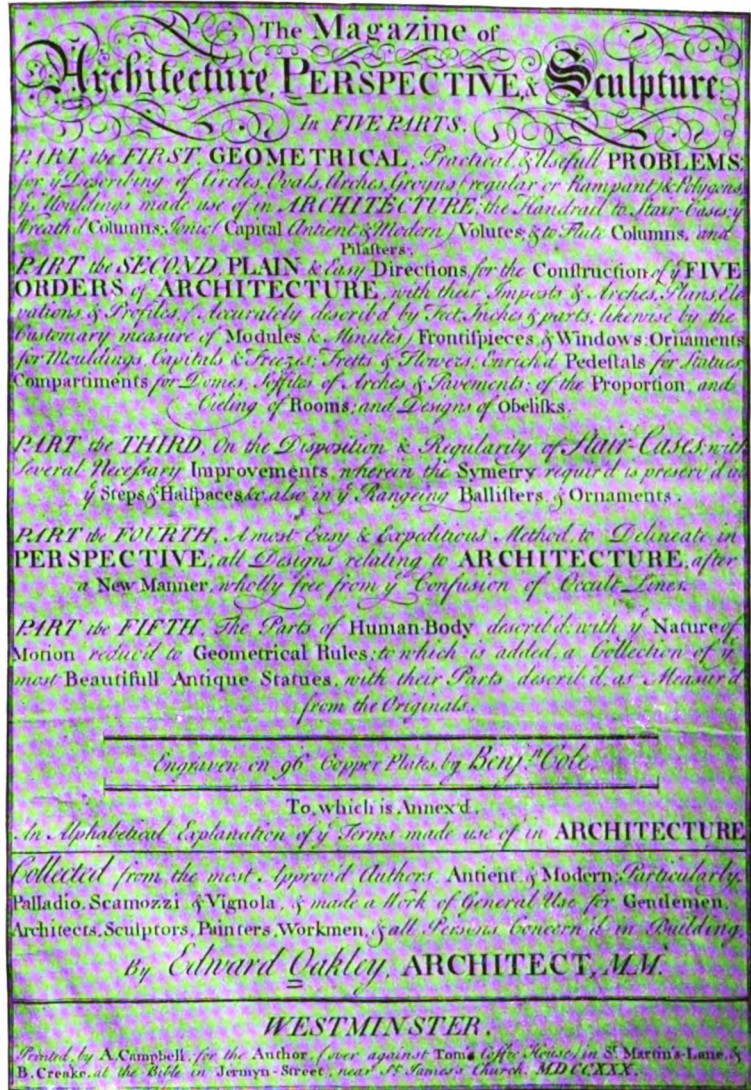 The Magazine of
Architecture, PERSPECTIVE, & Sculpture:
In FIVE PARTS.
PART the FIRST, GEOMETRICAL, Practical, & Usefull PROBLEMS;
for yͤ Describing of Circles, Ovals, Arches, Groyns (regular or Rampant) & Polygons;
yͤ Mouldings made use of in ARCHITECTURE; the Handrail to Stair-Cases; yͤ
Wreath'd Columns; Ionick Capital (Antient & Modern) Volutes; & to Flute Columns, and
Pilasters.
PART the SECOND, PLAIN & Easy Directions for the Construction of yͤ FIVE
ORDERS of ARCHITECTURE, with their Imposts & Arches, Plans, Ele-
vations, & Profiles, (Accurately describ'd by Feet, Inches & parts; likewise by the
Customary measure of Modules & Minutes) Frontiſpieces, & Windows; Ornaments
for Mouldings, Capitals & Freezes; Fretts & Flowers; Enrich'd Pedeſtals for Statues;
Compartiments for Domes, Soffites of Arches & Pavements; of the Proportion and
Cieling of Rooms; and Designs of Obeliſks.
PART the THIRD, On the Disposition & Regularity of Stair-Cases, with
Several Neceſsary Improvements, wherein the Symetry requir'd is preserv'd in
yͤ Steps & Halfpaces &c. also in yͤ Rangeing Balliſters, & Ornaments.
PART the FOURTH, A most Easy & Expeditious Method, to Delineate in
PERSPECTIVE, all Designs relating to ARCHITECTURE, after
a New Manner, wholly free from yͤ Confusion of Occult-Lines.
PART the FIFTH, The Parts of Human-Body describ'd; with yͤ Nature of
Motion reduc'd to Geometrical Rules; to which is added, a Collection of yͤ
most Beautifull Antique Statues, with their Parts describ'd, as Measur'd
from the Originals.
Engraven on 96 Copper Plates, by Benjⁿ Cole.
To, which is Annex'd,
An Alphabetical Explanation of yͤ Terms made use of in ARCHITECTURE
Collected from the most Approv'd Authors, Antient, & Modern; Particularly,
Palladio, Scamozzi & Vignola, & made a Work of General Use for Gentlemen,
Architects, Sculptors, Painters, Workmen, & all Persons Concern'd in Building.
By Edward Oakley, ARCHITECT, M.M.
WESTMINSTER.
Printed, by A. Campbell, for the Author, (over against Tom's Coffee House) in Sᵗ. Martin's-Lane, &
B. Creake, at the Bible in Jermyn-Street, near Sᵗ. James's Church. MDCCXXX.